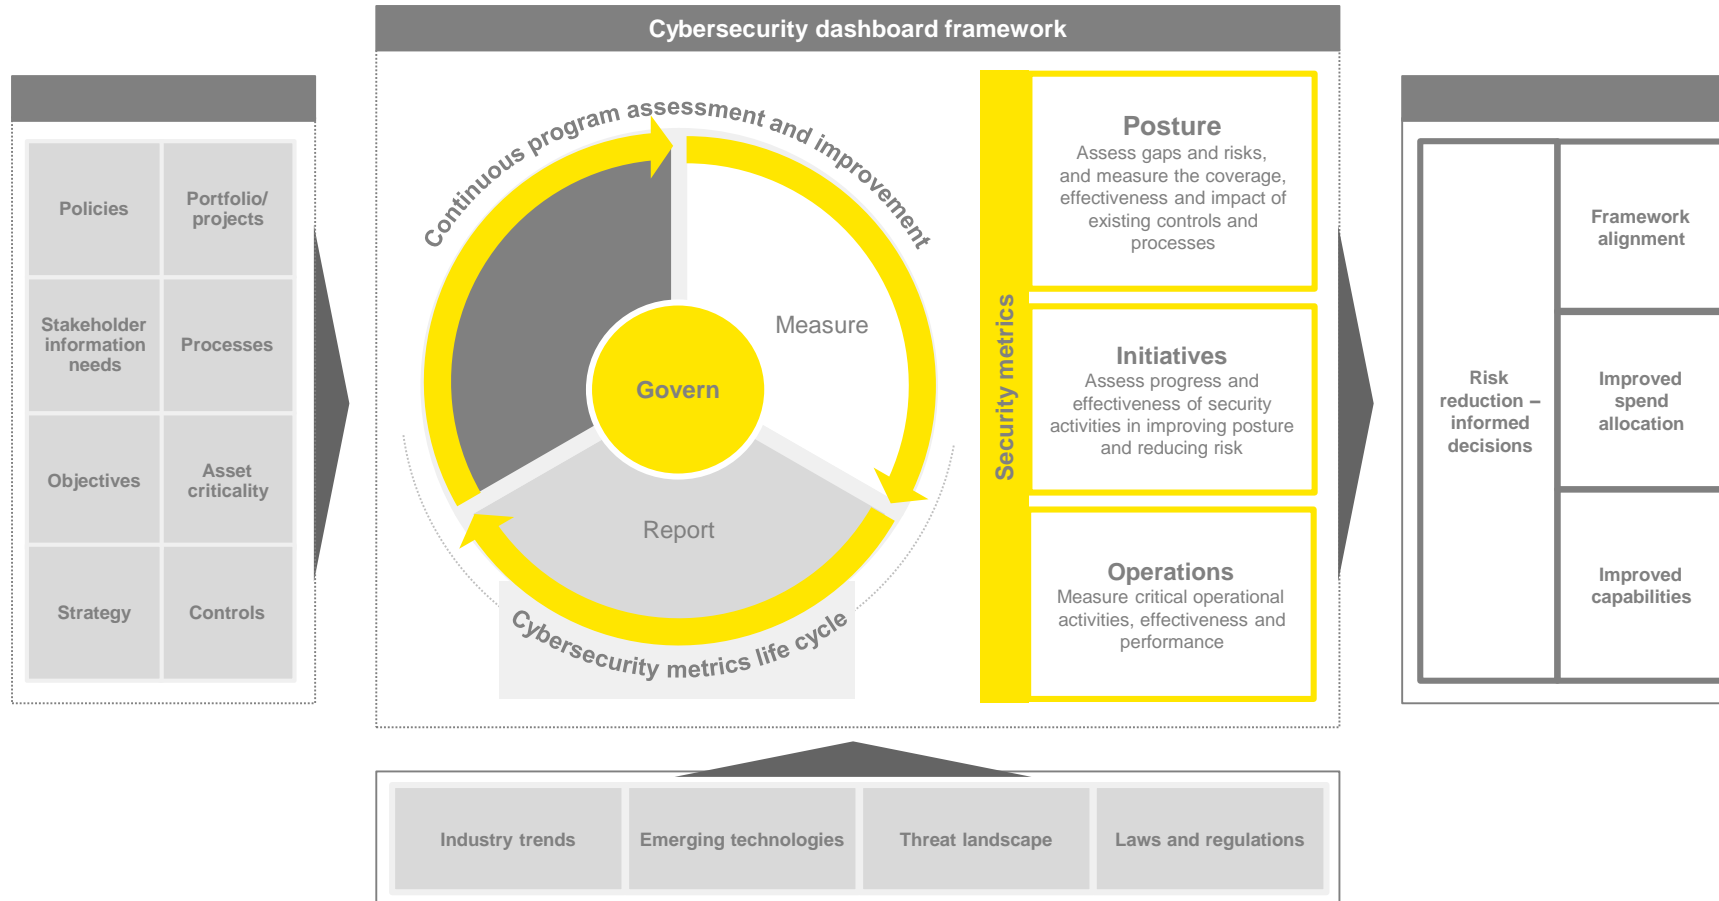 Cybersecurity dashboard framework
Policies
Portfolio/
projects
Stakeholder
information
needs
Processes
Objectives
Asset
criticality
Strategy
Controls
Continuous program assessment and improvement
Measure
Govern
Report
Cybersecurity metrics life cycle
Security metrics
Posture
Assess gaps and risks,
and measure the coverage,
effectiveness and impact of
existing controls and
processes
Initiatives
Assess progress and
effectiveness of security
activities in improving posture
and reducing risk
Operations
Measure critical operational
activities, effectiveness and
performance
Risk
reduction –
informed
decisions
Framework
alignment
Improved
spend
allocation
Improved
capabilities
Industry trends
Emerging technologies
Threat landscape
Laws and regulations